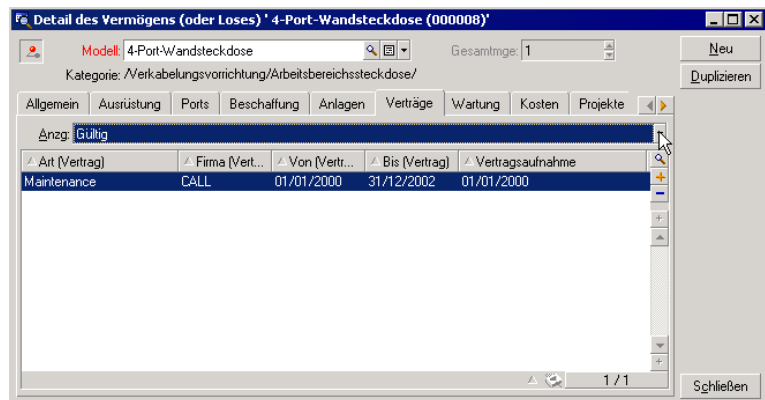 Detail des Vermögens (oder Loses) ' 4-Port-Wandsteckdose (000008)'
Modell: 4-Port-Wandsteckdose Gesamtmge: 1 Neu
Kategorie: /Verkabelungsvorrichtung/Arbeitsbereichssteckdose/ Duplizieren
Allgemein Ausrüstung Ports Beschaffung Anlagen Verträge Wartung Kosten Projekte
Anzg: Gültig
Art (Vertrag) Firma (Vert... Von (Vertr... Bis (Vertrag) Vertragsaufnahme
Maintenance CALL 01/01/2000 31/12/2002 01/01/2000
1 / 1
Schließen